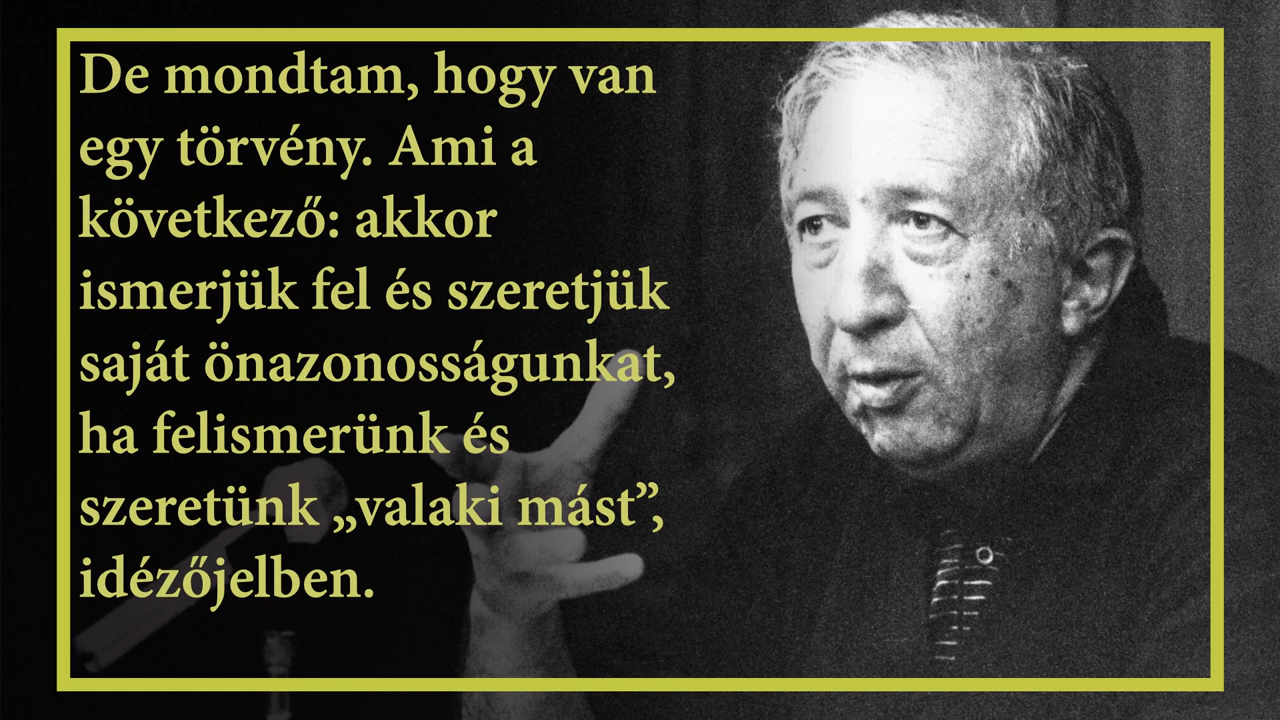 De mondtam, hogy van
egy törvény. Ami a
következő: akkor
ismerjük fel és szeretjük
saját önazonosságunkat,
ha felismerünk és
szeretünk „valaki mást”,
idézőjelben.